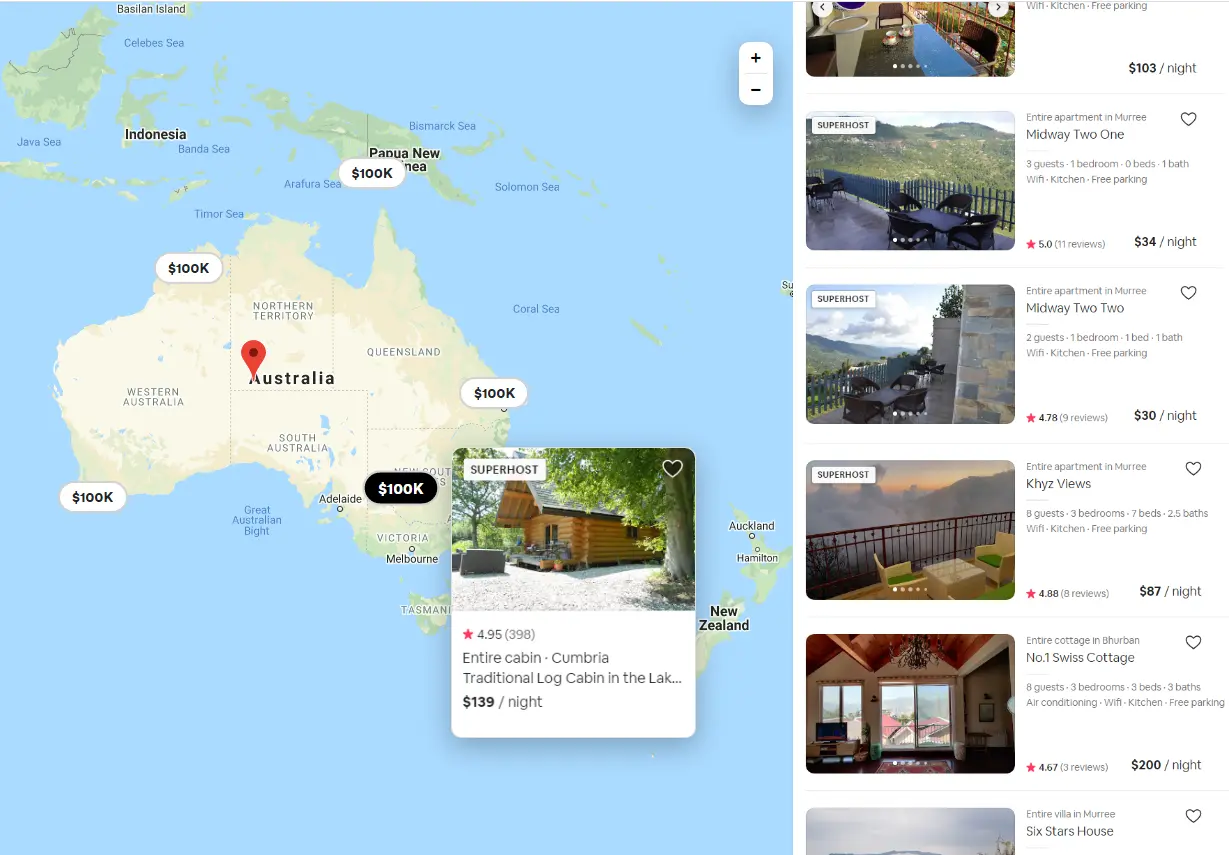 Basilan Island
Celebes Sea
Java Sea
Indonesia
Banda Sea
Bismarck Sea
Papua New
nea
$100K
Arafura Sea
Solomon Sea
Timor Sea
$100K
NORTHERN
TERRITORY
Coral Sea
Su
QUEENSLAND
Australia
WESTERN
AUSTRALIA
$100K
SOUTH
AUSTRALIA
NEW SOUT
ES
$100K
$100K
Adelaide
Great
Australian
Bight
VICTORIA
Melbourne
TASMANI
Auckland
Hamilton
New
Zealand
+
−
SUPERHOST
4.95 (398)
Entire cabin · Cumbria
Traditional Log Cabin in the Lak...
$139 / night
Wifi · Kitchen · Free parking
$103 / night
SUPERHOST
Entire apartment in Murree
Midway Two One
3 guests · 1 bedroom · 0 beds · 1 bath
Wifi · Kitchen · Free parking
5.0 (11 reviews)
$34 / night
SUPERHOST
Entire apartment in Murree
MIdway Two Two
2 guests · 1 bedroom · 1 bed · 1 bath
Wifi · Kitchen · Free parking
4.78 (9 reviews)
$30 / night
SUPERHOST
Entire apartment in Murree
Khyz Views
8 guests · 3 bedrooms · 7 beds · 2.5 baths
Wifi · Kitchen · Free parking
4.88 (8 reviews)
$87 / night
Entire cottage in Bhurban
No.1 Swiss Cottage
8 guests · 3 bedrooms · 3 beds · 3 baths
Air conditioning · Wifi · Kitchen · Free parking
4.67 (3 reviews)
$200 / night
Entire villa in Murree
Six Stars House